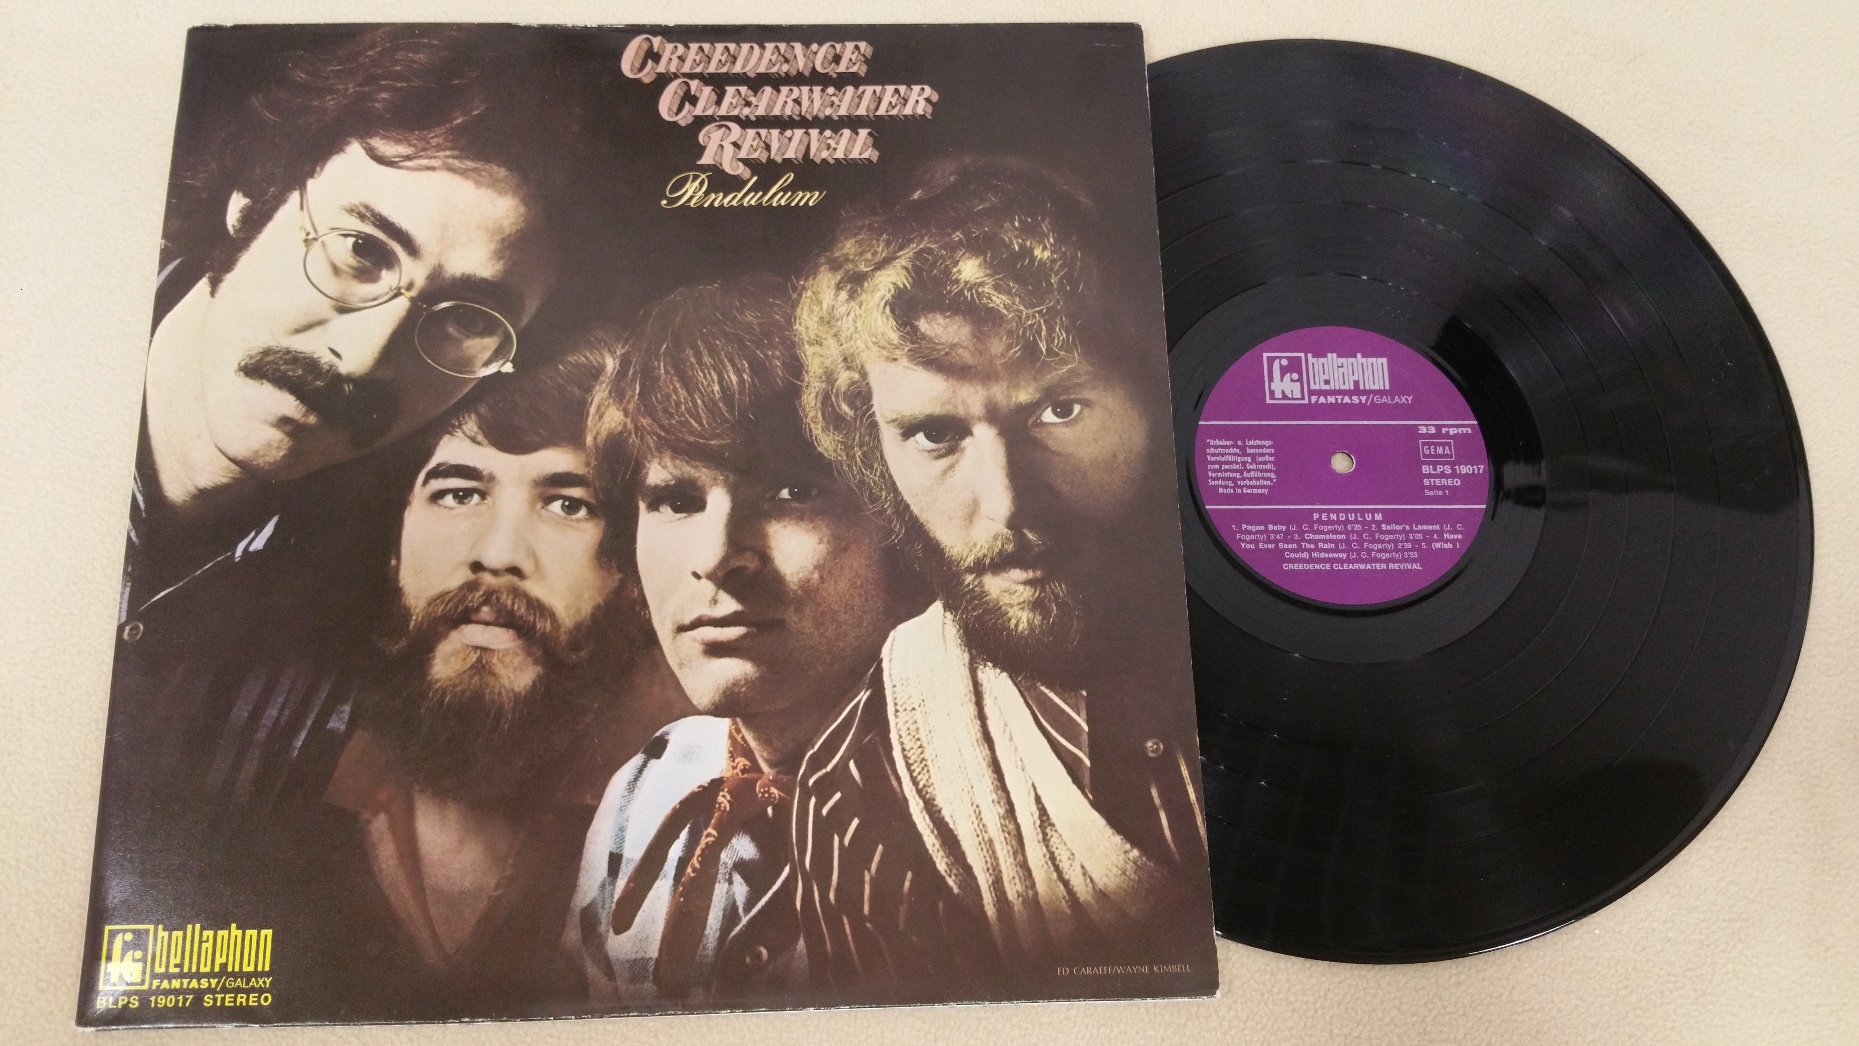 CREEDENCE
CLEARWATER
REVIVAL
Pendulum
bellaphon
FANTASY/GALAXY
BLPS 19017 STEREO
ED CARAEFF/WAYNE KIMBELL
bellaphon
FANTASY/GALAXY
33 rpm
"Urheber- u. Leistungs-
schutzrechte, besonders
Vervielfältigung (außer
zum persönl. Gebrauch),
Vermietung, Aufführung,
Sendung, vorbehalten."
Made in Germany
GEMA
BLPS 19017
STEREO
Seite 1
PENDULUM
1. Pagan Baby (J. C. Fogerty) 6'25 - 2. Sailor's Lament (J. C.
Fogerty) 3'47 - 3. Chameleon (J. C. Fogerty) 3'05 - 4. Have
You Ever Seen The Rain (J. C. Fogerty) 2'39 - 5. (Wish I
Could) Hideaway (J. C. Fogerty) 3'53
CREEDENCE CLEARWATER REVIVAL